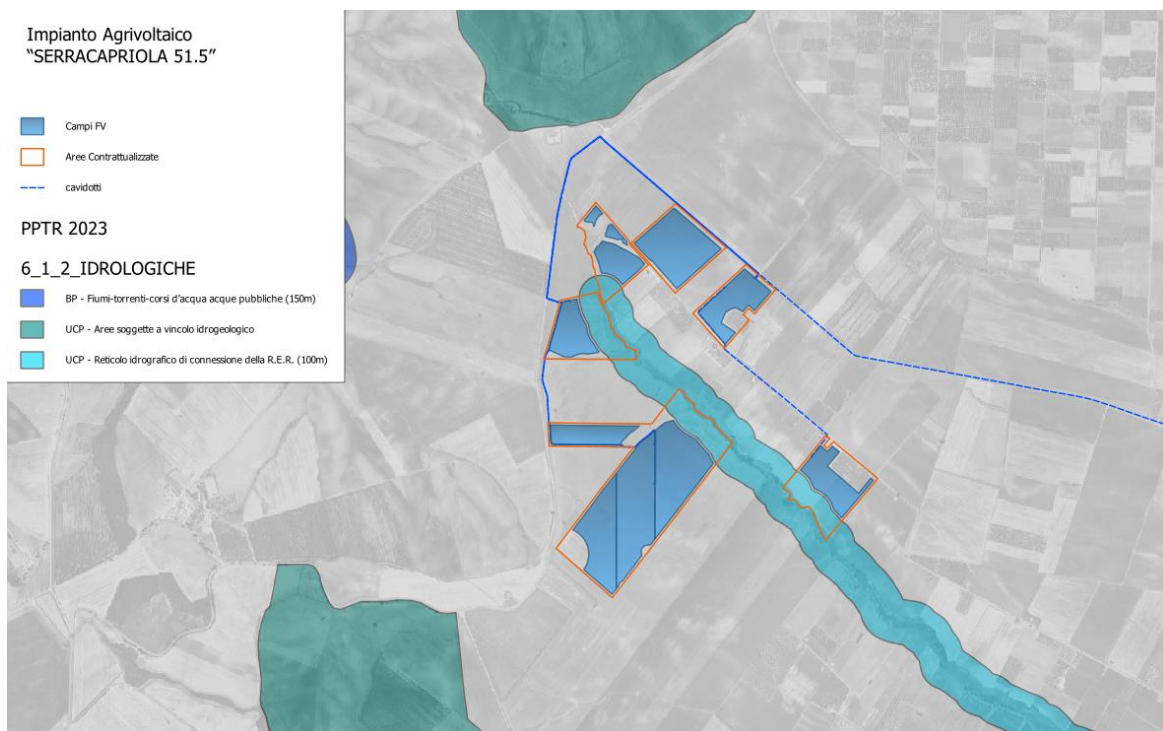 Impianto Agrivoltaico
“SERRACAPRIOLA 51.5”
Campi FV
Aree Contrattualizzate
cavidotti
PPTR 2023
6_1_2_IDROLOGICHE
BP - Fiumi-torrenti-corsi d'acqua acque pubbliche (150m)
UCP - Aree soggette a vincolo idrogeologico
UCP - Reticolo idrografico di connessione della R.E.R. (100m)